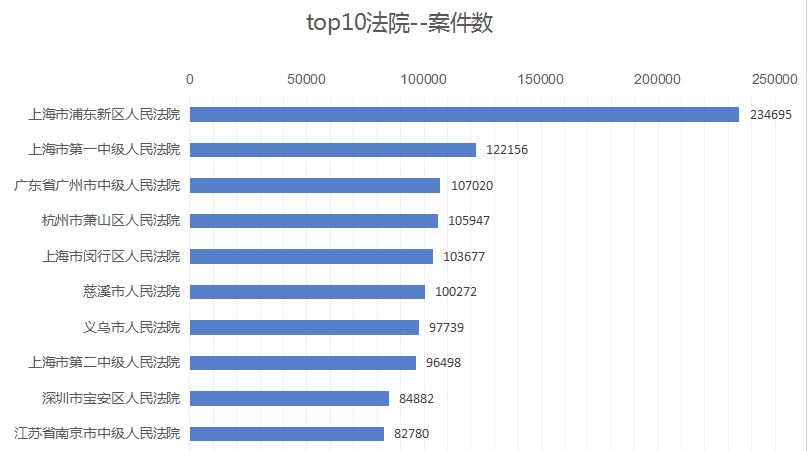 top10法院--案件数
0 50000 100000 150000 200000 250000
上海市浦东新区人民法院 234695
上海市第一中级人民法院 122156
广东省广州市中级人民法院 107020
杭州市萧山区人民法院 105947
上海市闵行区人民法院 103677
慈溪市人民法院 100272
义乌市人民法院 97739
上海市第二中级人民法院 96498
深圳市宝安区人民法院 84882
江苏省南京市中级人民法院 82780